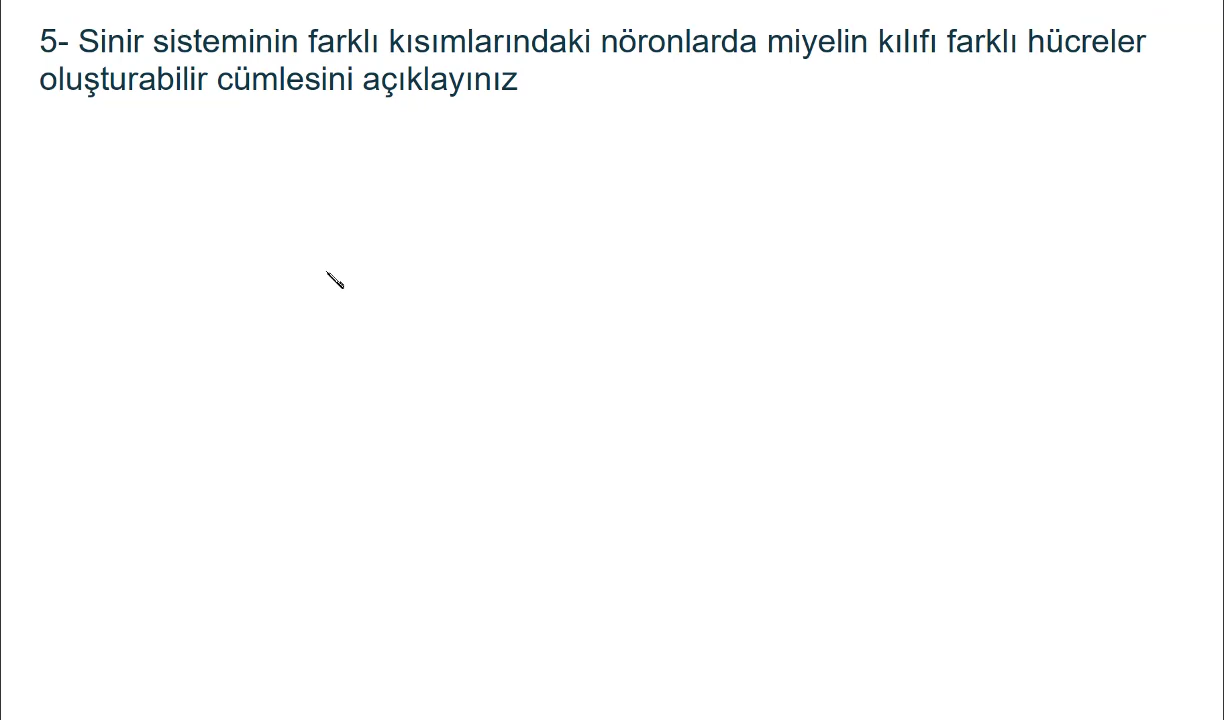 5- Sinir sisteminin farklı kısımlarındaki nöronlarda miyelin kılıfı farklı hücreler
oluşturabilir cümlesini açıklayınız